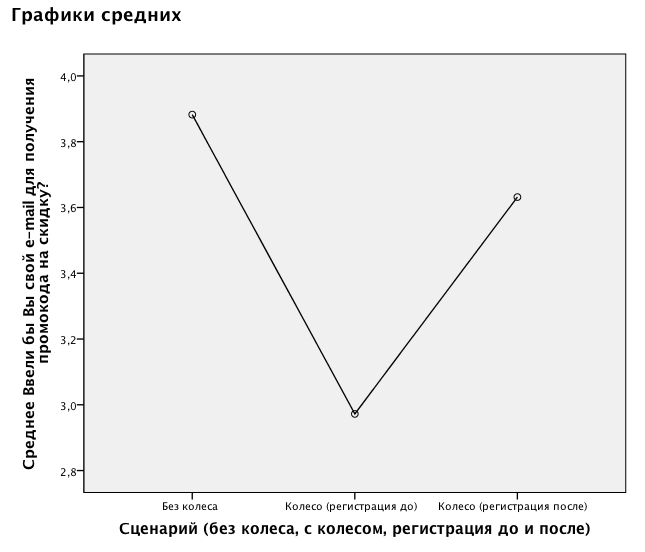 Графики средних
Среднее Ввели бы Вы свой e-mail для получения
промокода на скидку?
4,0
3,8
3,6
3,4
3,2
3,0
2,8
Без колеса
Колесо (регистрация до)
Колесо (регистрация после)
Сценарий (без колеса, с колесом, регистрация до и после)